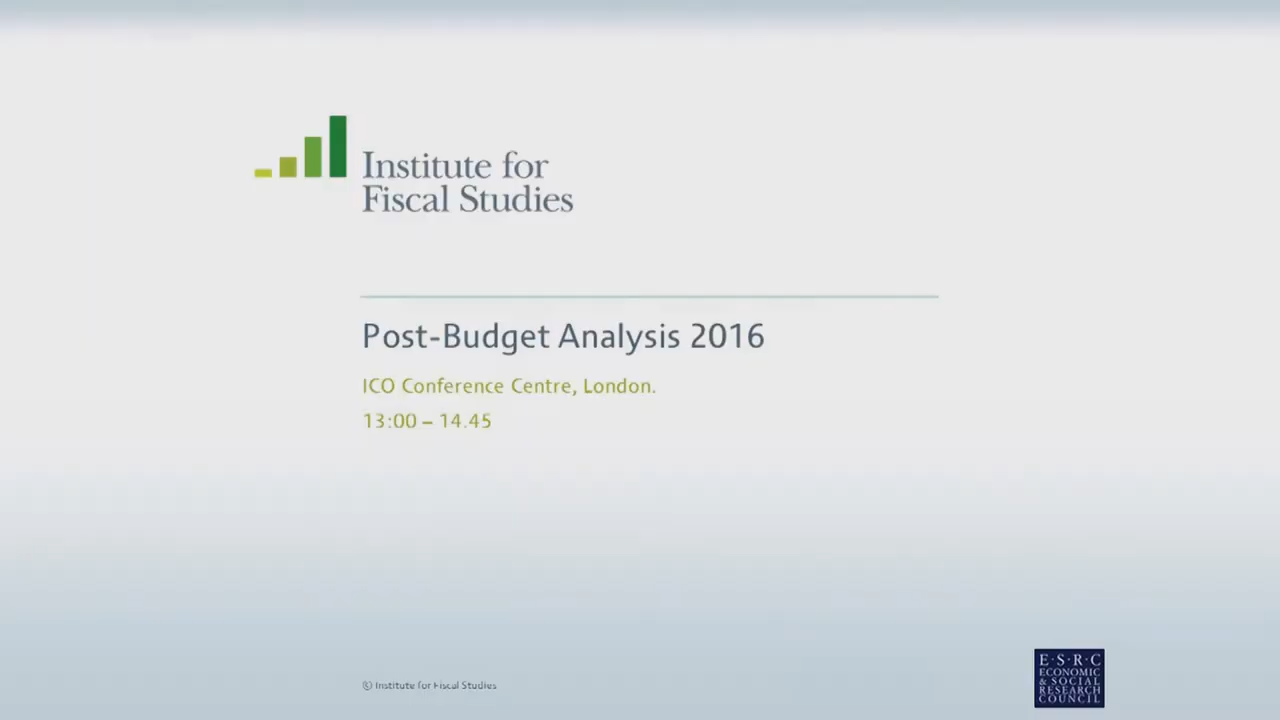 Institute for
Fiscal Studies
Post-Budget Analysis 2016
ICO Conference Centre, London.
13:00 – 14.45
© Institute for Fiscal Studies
E·S·R·C
ECONOMIC
& SOCIAL
RESEARCH
COUNCIL